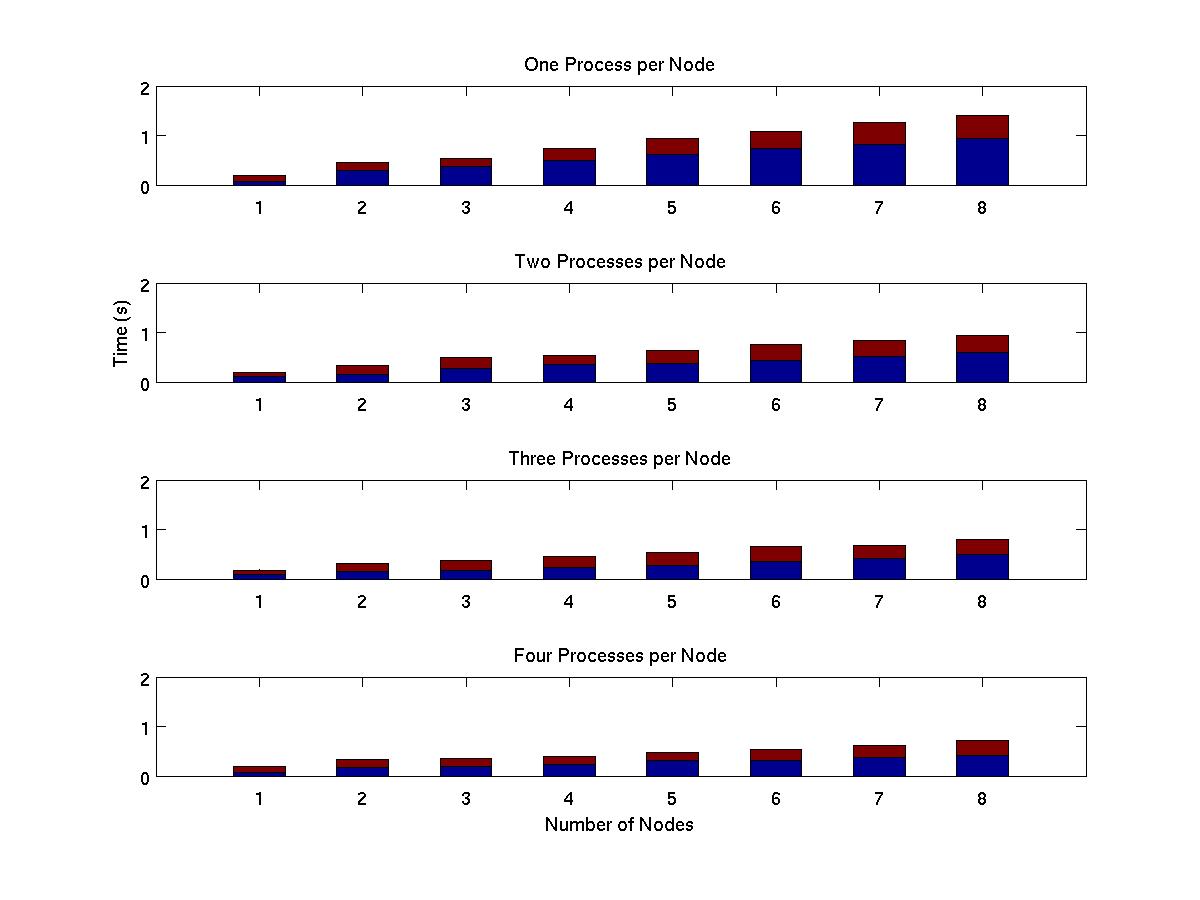 One Process per Node
2
1
0
1 2 3 4 5 6 7 8
Two Processes per Node
2
1
0
Time (s)
1 2 3 4 5 6 7 8
Three Processes per Node
2
1
0
1 2 3 4 5 6 7 8
Four Processes per Node
2
1
0
1 2 3 4 5 6 7 8
Number of Nodes